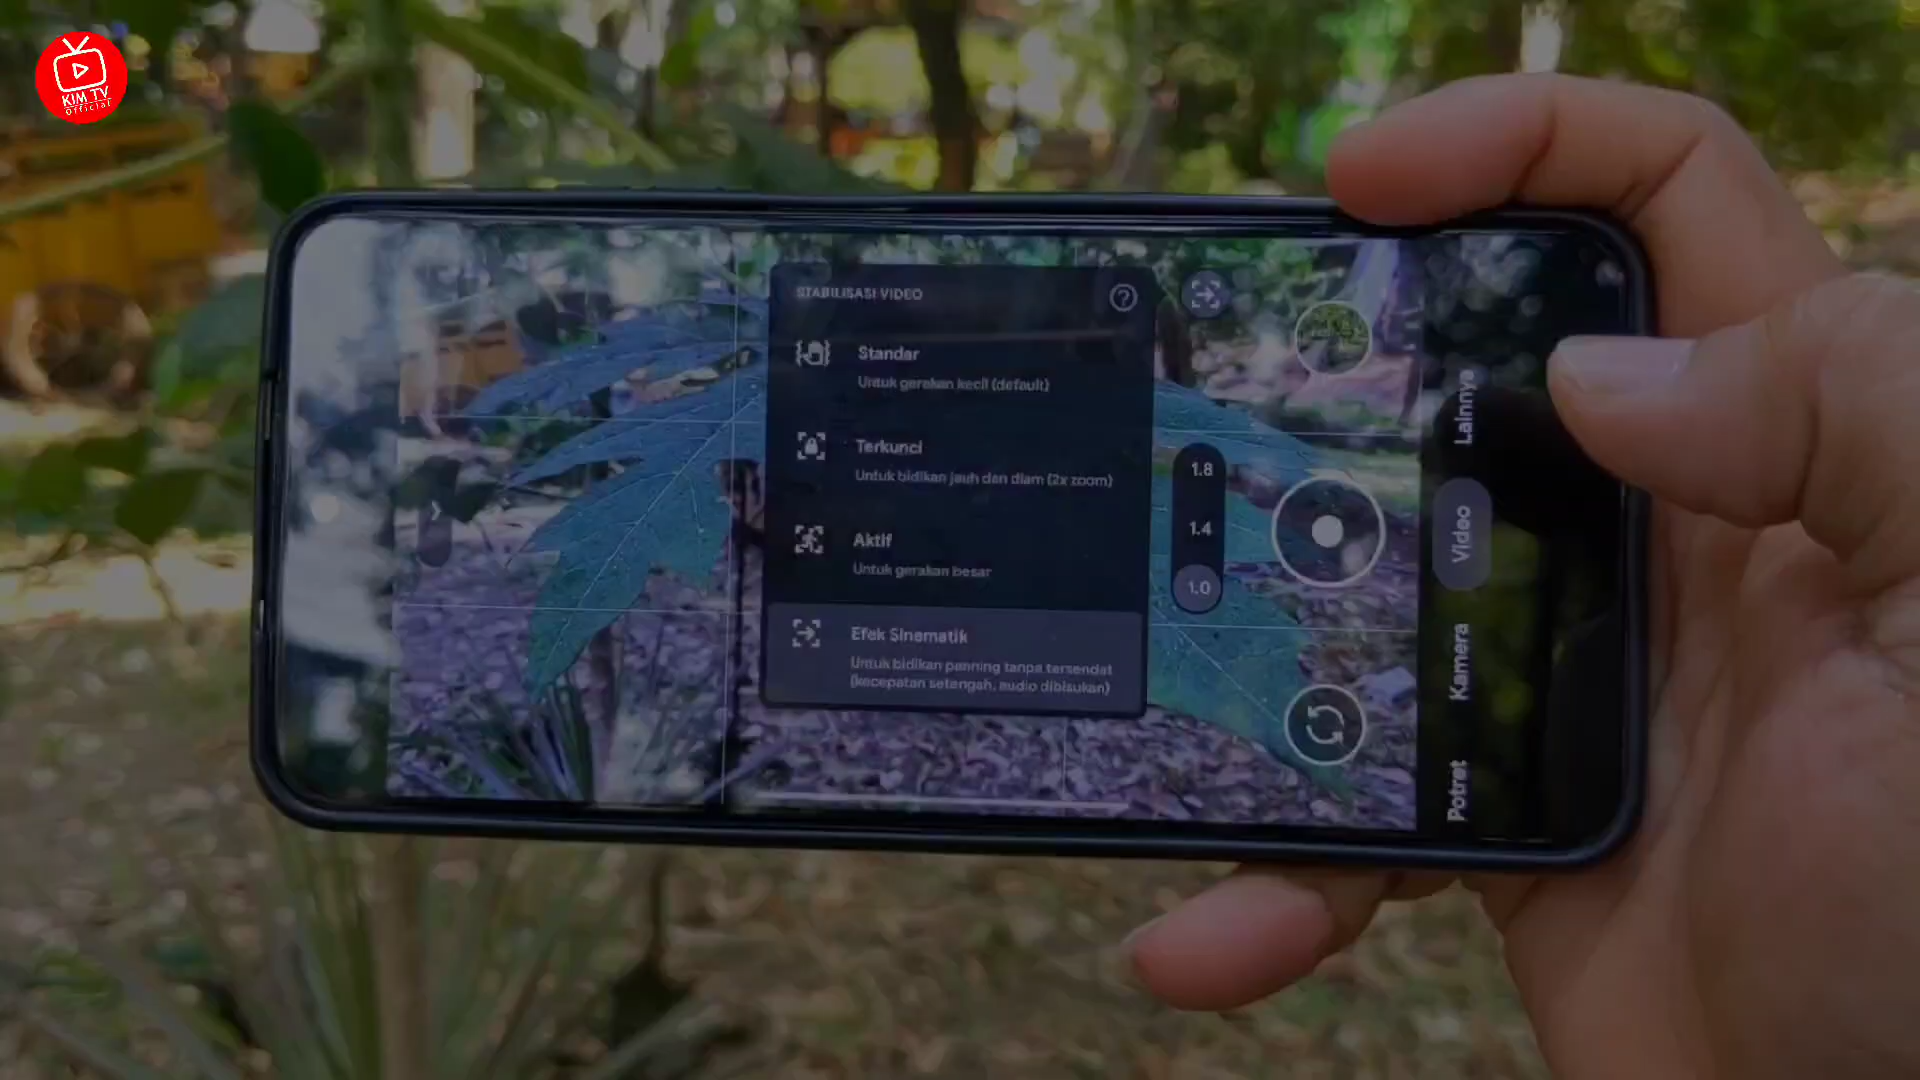 KIM TV
Official
STABILISASI VIDEO
Standar
Untuk gerakan kecil (default)
Terkunci
Untuk bidikan jauh dan diam (2x zoom)
Aktif
Untuk gerakan besar
Efek Sinematik
Untuk bidikan panning tanpa tersendat
(kecepatan setengah, audio dibisukan)
1.8
1.4
1.0
Lainnya
Video
Kamera
Potret